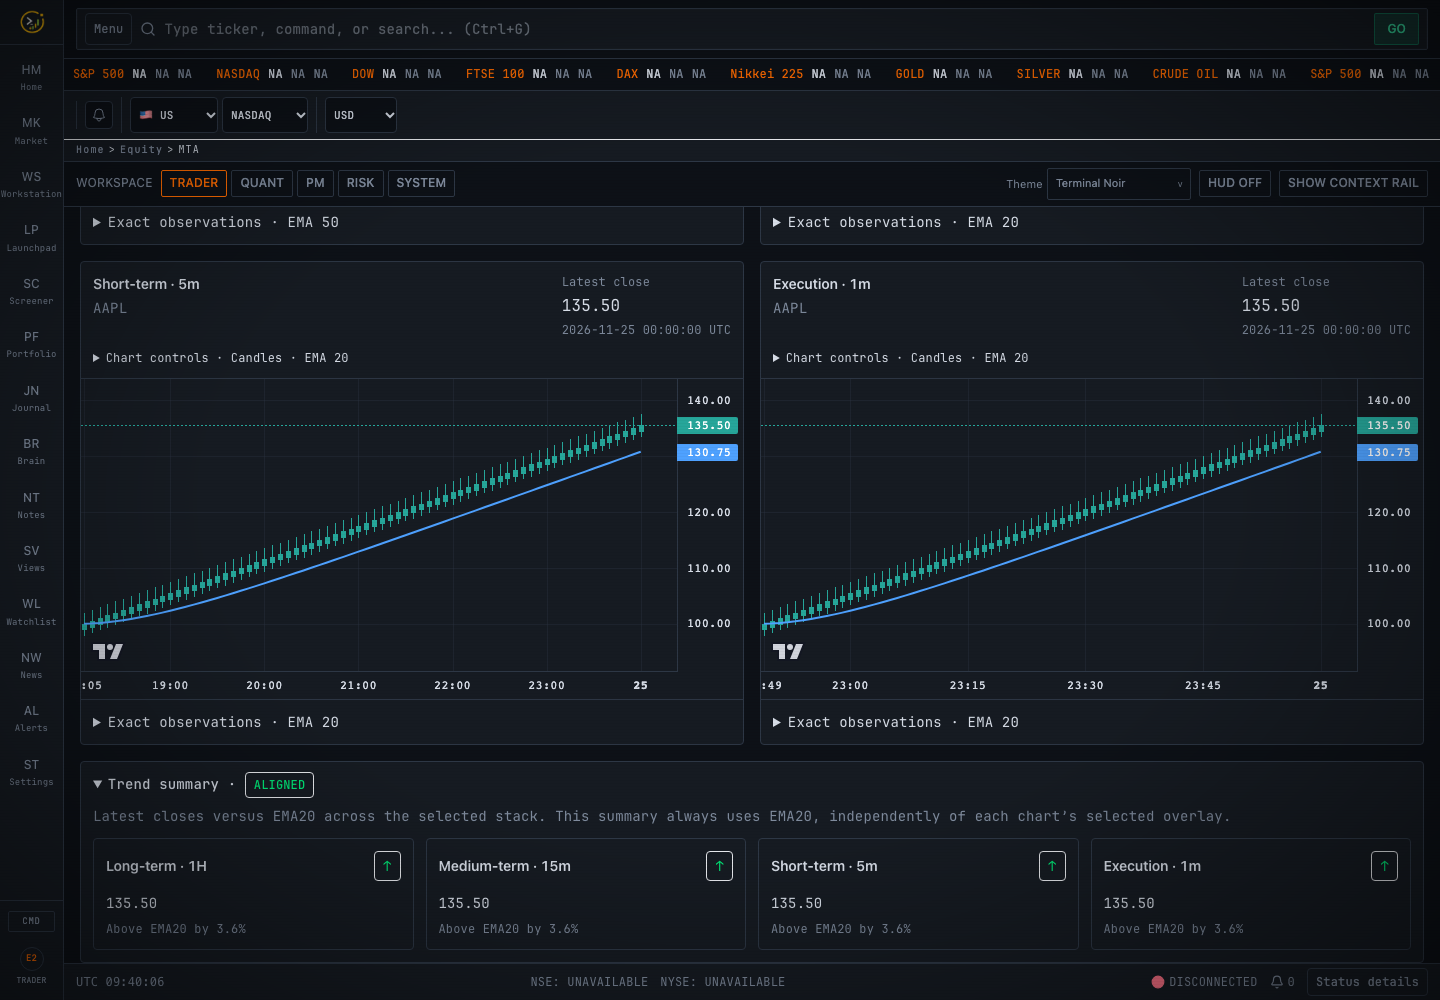 Menu Type ticker, command, or search... (Ctrl+G) GO
S&P 500 NA NA NA NASDAQ NA NA NA DOW NA NA NA FTSE 100 NA NA NA DAX NA NA NA Nikkei 225 NA NA NA GOLD NA NA NA SILVER NA NA NA CRUDE OIL NA NA NA S&P 500 NA NA NA
US NASDAQ USD
Home > Equity > MTA
WORKSPACE TRADER QUANT PM RISK SYSTEM Theme Terminal Noir v HUD OFF SHOW CONTEXT RAIL
HM
Home
MK
Market
WS
Workstation
LP
Launchpad
SC
Screener
PF
Portfolio
JN
Journal
BR
Brain
NT
Notes
SV
Views
WL
Watchlist
NW
News
AL
Alerts
ST
Settings
CMD
E2
TRADER
Exact observations · EMA 50
Exact observations · EMA 20
Short-term · 5m
AAPL
Latest close
135.50
2026-11-25 00:00:00 UTC
Chart controls · Candles · EMA 20
140.00
135.50
130.75
120.00
110.00
100.00
:05 19:00 20:00 21:00 22:00 23:00 25
Exact observations · EMA 20
Execution · 1m
AAPL
Latest close
135.50
2026-11-25 00:00:00 UTC
Chart controls · Candles · EMA 20
140.00
135.50
130.75
120.00
110.00
100.00
:49 23:00 23:15 23:30 23:45 25
Exact observations · EMA 20
Trend summary · ALIGNED
Latest closes versus EMA20 across the selected stack. This summary always uses EMA20, independently of each chart's selected overlay.
Long-term · 1H ↑
135.50
Above EMA20 by 3.6%
Medium-term · 15m ↑
135.50
Above EMA20 by 3.6%
Short-term · 5m ↑
135.50
Above EMA20 by 3.6%
Execution · 1m ↑
135.50
Above EMA20 by 3.6%
UTC 09:40:06 NSE: UNAVAILABLE NYSE: UNAVAILABLE DISCONNECTED 0 Status details